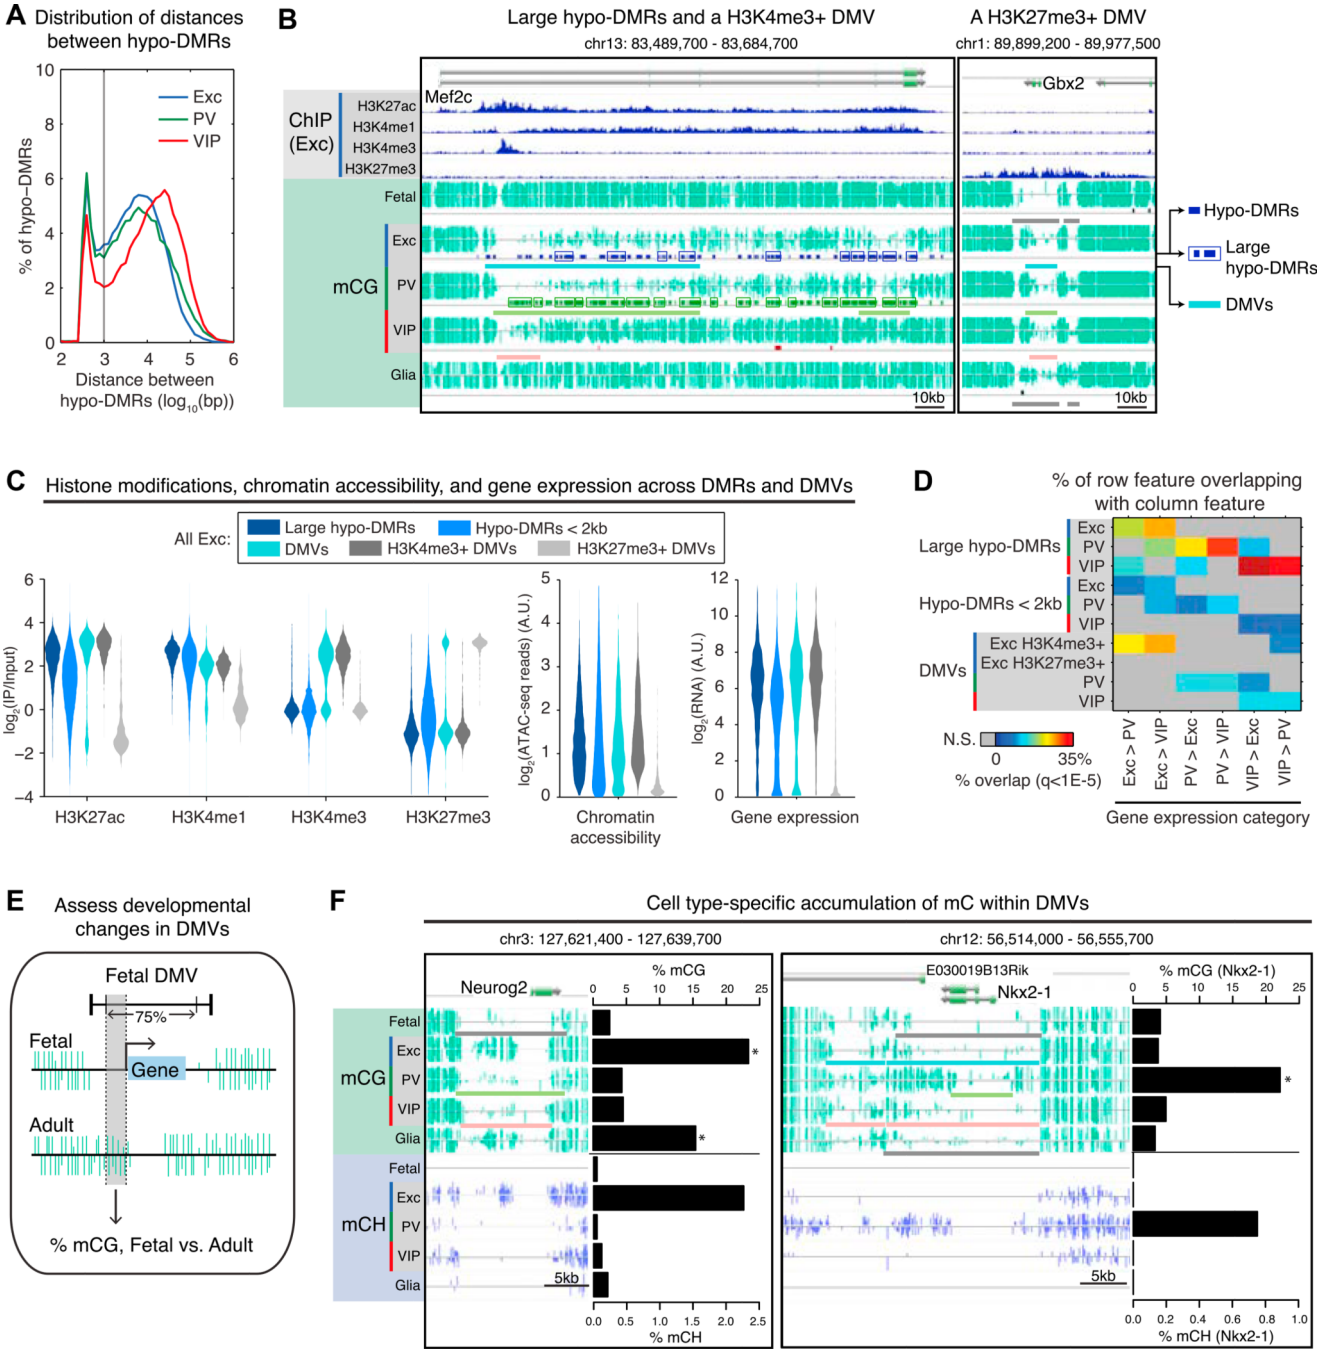 A
Distribution of distances
between hypo-DMRs
10
8
6
4
2
0
2
3
4
5
6
% of hypo-DMRs
Exc
PV
VIP
Distance between
hypo-DMRs (log10(bp))
B
Large hypo-DMRs and a H3K4me3+ DMV
chr13: 83,489,700 - 83,684,700
A H3K27me3+ DMV
chr1: 89,899,200 - 89,977,500
Mef2c
Gbx2
ChIP
(Exc)
H3K27ac
H3K4me1
H3K4me3
H3K27me3
mCG
Fetal
Exc
PV
VIP
Glia
10kb
10kb
Hypo-DMRs
Large
hypo-DMRs
DMVs
C
Histone modifications, chromatin accessibility, and gene expression across DMRs and DMVs
All Exc:
Large hypo-DMRs
Hypo-DMRs < 2kb
DMVs
H3K4me3+ DMVs
H3K27me3+ DMVs
log2(IP/Input)
6
4
2
0
−2
−4
H3K27ac
H3K4me1
H3K4me3
H3K27me3
log2(ATAC-seq reads) (A.U.)
5
4
3
2
1
0
Chromatin
accessibility
log2(RNA) (A.U.)
12
10
8
6
4
2
0
Gene expression
D
% of row feature overlapping
with column feature
Large hypo-DMRs
Exc
PV
VIP
Hypo-DMRs < 2kb
Exc
PV
VIP
DMVs
Exc H3K4me3+
Exc H3K27me3+
PV
VIP
N.S.
0
35%
% overlap (q<1E-5)
Exc > PV
Exc > VIP
PV > Exc
PV > VIP
VIP > Exc
VIP > PV
Gene expression category
E
Assess developmental
changes in DMVs
Fetal DMV
75%
Fetal
Gene
Adult
% mCG, Fetal vs. Adult
F
Cell type-specific accumulation of mC within DMVs
chr3: 127,621,400 - 127,639,700
chr12: 56,514,000 - 56,555,700
Neurog2
% mCG
0 5 10 15 20 25
E030019B13Rik
Nkx2-1
% mCG (Nkx2-1)
0 5 10 15 20 25
mCG
Fetal
Exc
PV
VIP
Glia
*
*
*
mCH
Fetal
Exc
PV
VIP
Glia
5kb
5kb
0.0 0.5 1.0 1.5 2.0 2.5
% mCH
0.0 0.2 0.4 0.6 0.8 1.0
% mCH (Nkx2-1)